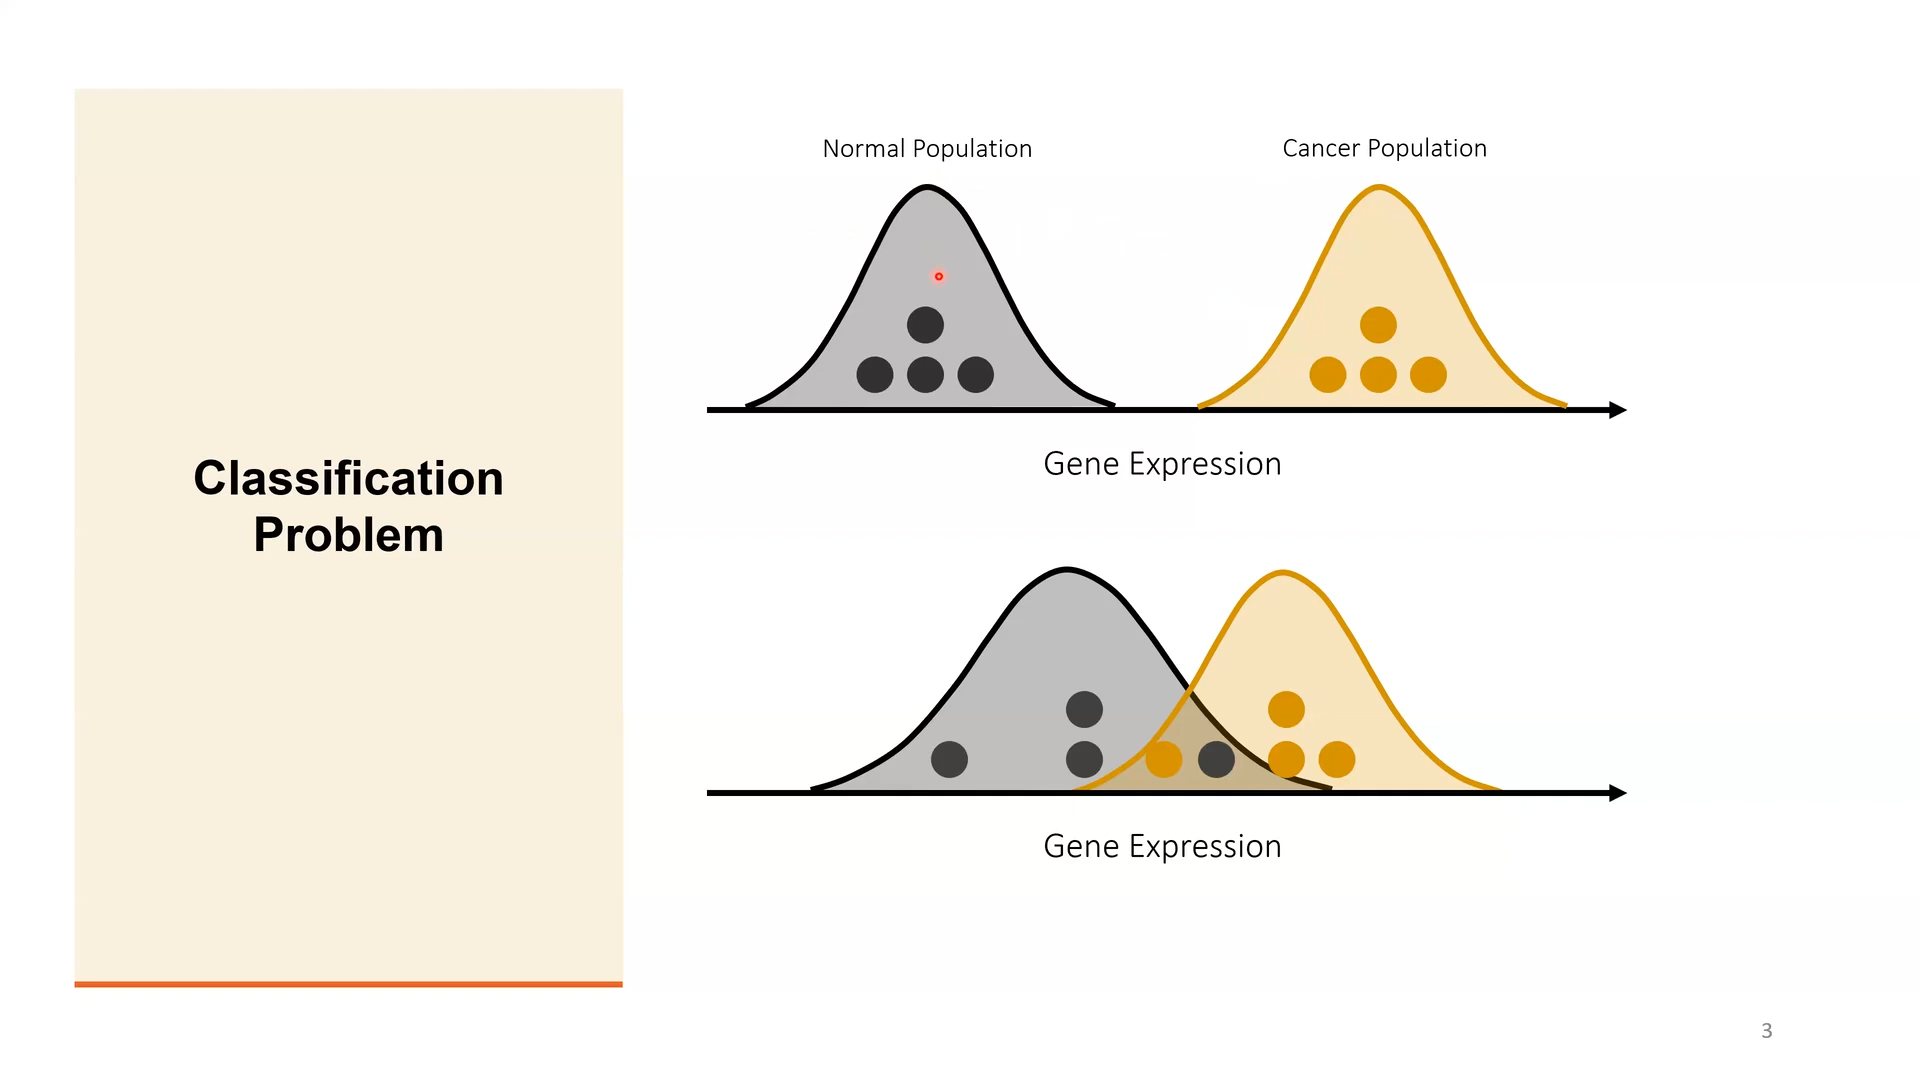 Classification
Problem
Normal Population
Cancer Population
Gene Expression
Gene Expression
3